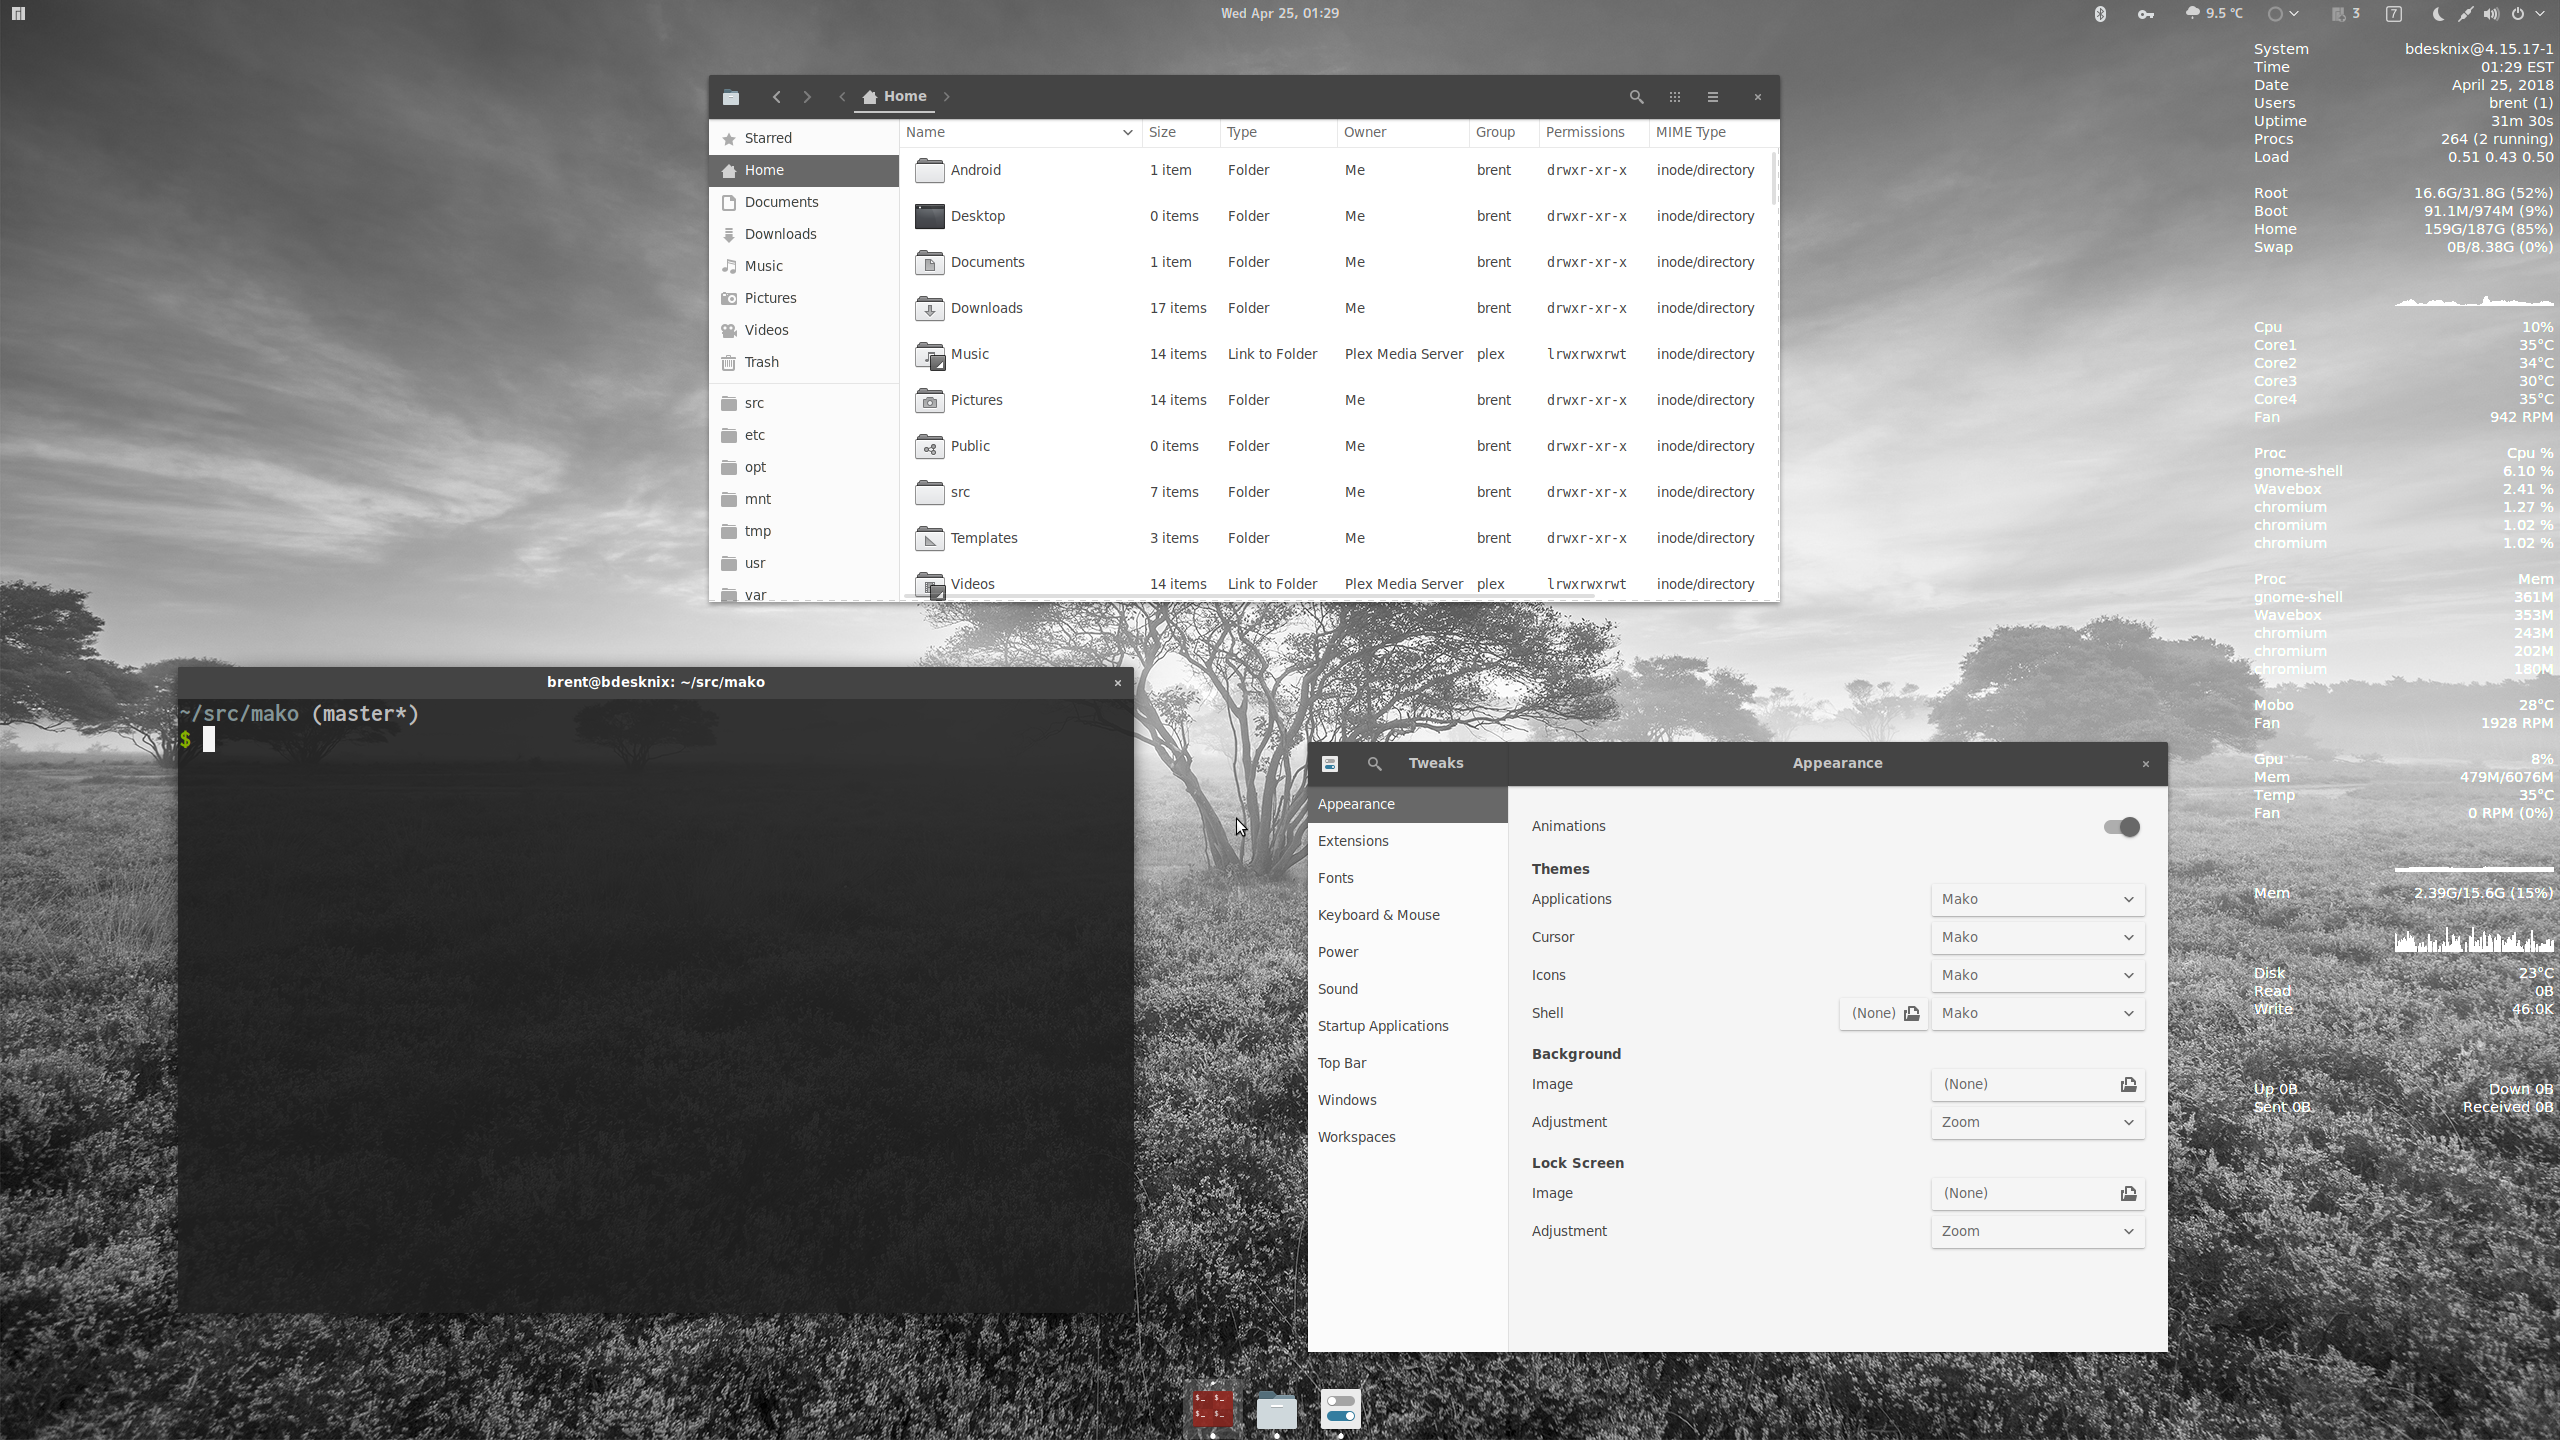 Wed Apr 25, 01:29
9.5 °C
3
7
System bdesknix@4.15.17-1
Time 01:29 EST
Date April 25, 2018
Users brent (1)
Uptime 31m 30s
Procs 264 (2 running)
Load 0.51 0.43 0.50
Root 16.6G/31.8G (52%)
Boot 91.1M/974M (9%)
Home 159G/187G (85%)
Swap 0B/8.38G (0%)
Cpu 10%
Core1 35°C
Core2 34°C
Core3 30°C
Core4 35°C
Fan 942 RPM
Proc Cpu %
gnome-shell 6.10 %
Wavebox 2.41 %
chromium 1.27 %
chromium 1.02 %
chromium 1.02 %
Proc Mem
gnome-shell 361M
Wavebox 353M
chromium 243M
chromium 202M
chromium 180M
Mobo 28°C
Fan 1928 RPM
Gpu 8%
Mem 479M/6076M
Temp 35°C
Fan 0 RPM (0%)
Mem 2.39G/15.6G (15%)
Disk 23°C
Read 0B
Write 46.0K
Up 0B Down 0B
Sent 0B Received 0B
Home
Starred
Home
Documents
Downloads
Music
Pictures
Videos
Trash
src
etc
opt
mnt
tmp
usr
var
Name Size Type Owner Group Permissions MIME Type
Android 1 item Folder Me brent drwxr-xr-x inode/directory
Desktop 0 items Folder Me brent drwxr-xr-x inode/directory
Documents 1 item Folder Me brent drwxr-xr-x inode/directory
Downloads 17 items Folder Me brent drwxr-xr-x inode/directory
Music 14 items Link to Folder Plex Media Server plex lrwxrwxrwt inode/directory
Pictures 14 items Folder Me brent drwxr-xr-x inode/directory
Public 0 items Folder Me brent drwxr-xr-x inode/directory
src 7 items Folder Me brent drwxr-xr-x inode/directory
Templates 3 items Folder Me brent drwxr-xr-x inode/directory
Videos 14 items Link to Folder Plex Media Server plex lrwxrwxrwt inode/directory
brent@bdesknix: ~/src/mako
~/src/mako (master*)
$
Tweaks
Appearance
Appearance
Extensions
Fonts
Keyboard & Mouse
Power
Sound
Startup Applications
Top Bar
Windows
Workspaces
Animations
Themes
Applications Mako
Cursor Mako
Icons Mako
Shell (None) Mako
Background
Image (None)
Adjustment Zoom
Lock Screen
Image (None)
Adjustment Zoom
$_ $_
$_ $_